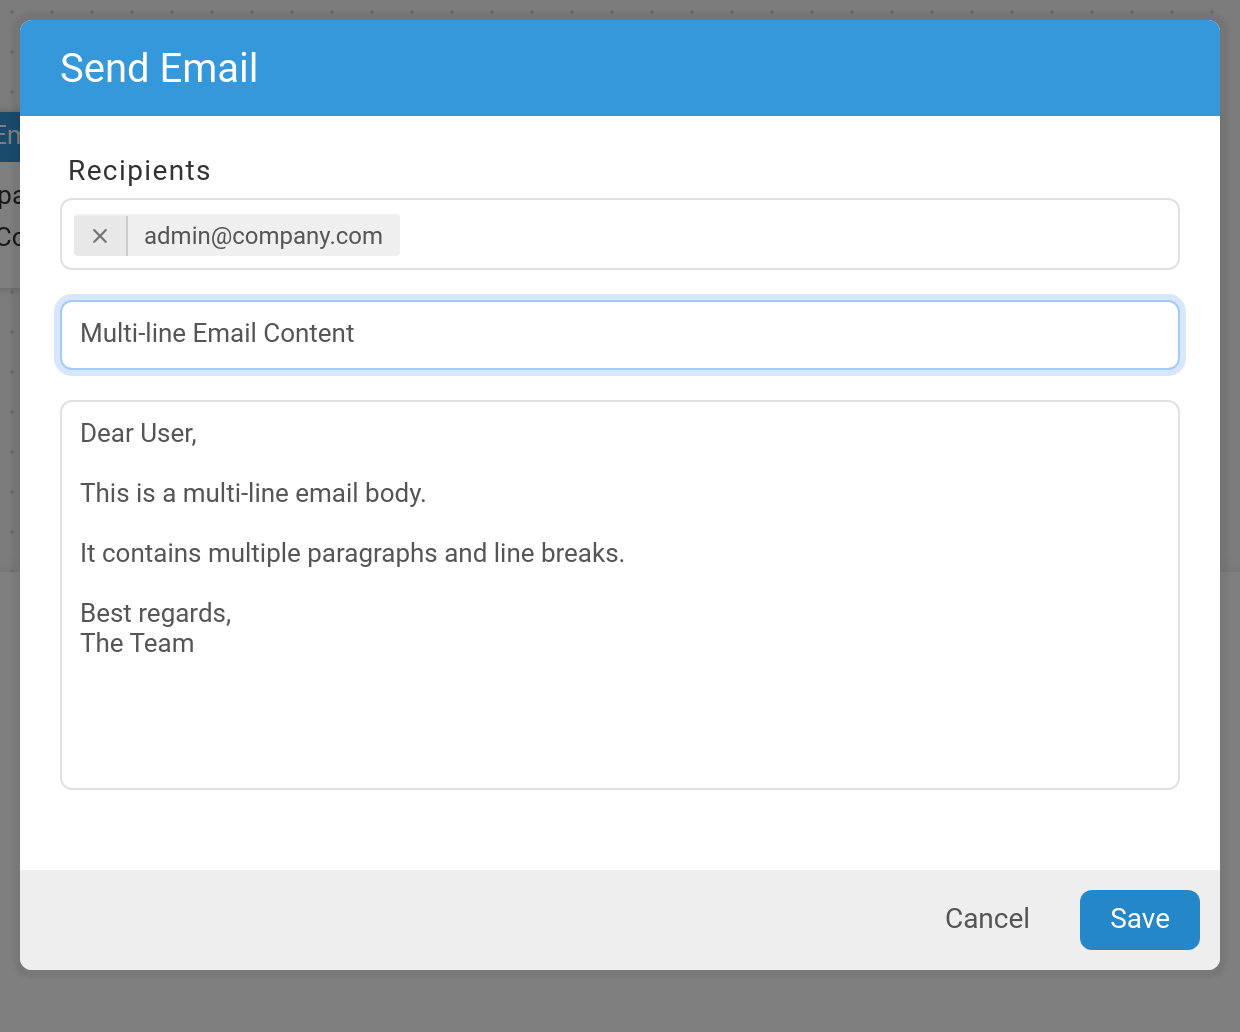 Send Email
Recipients
admin@company.com
Multi-line Email Content
Dear User,
This is a multi-line email body.
It contains multiple paragraphs and line breaks.
Best regards,
The Team
Cancel
Save